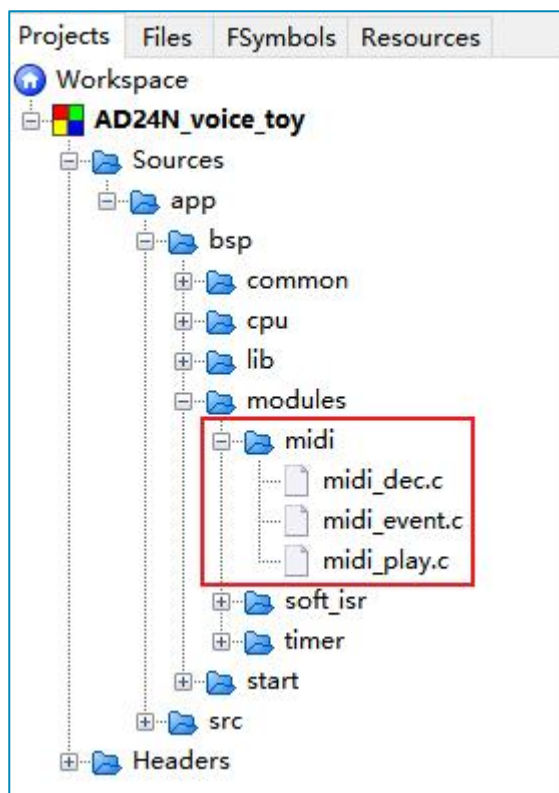 Projects Files FSymbols Resources
Workspace
AD24N_voice_toy
Sources
app
bsp
common
cpu
lib
modules
midi
midi_dec.c
midi_event.c
midi_play.c
soft_isr
timer
start
src
Headers